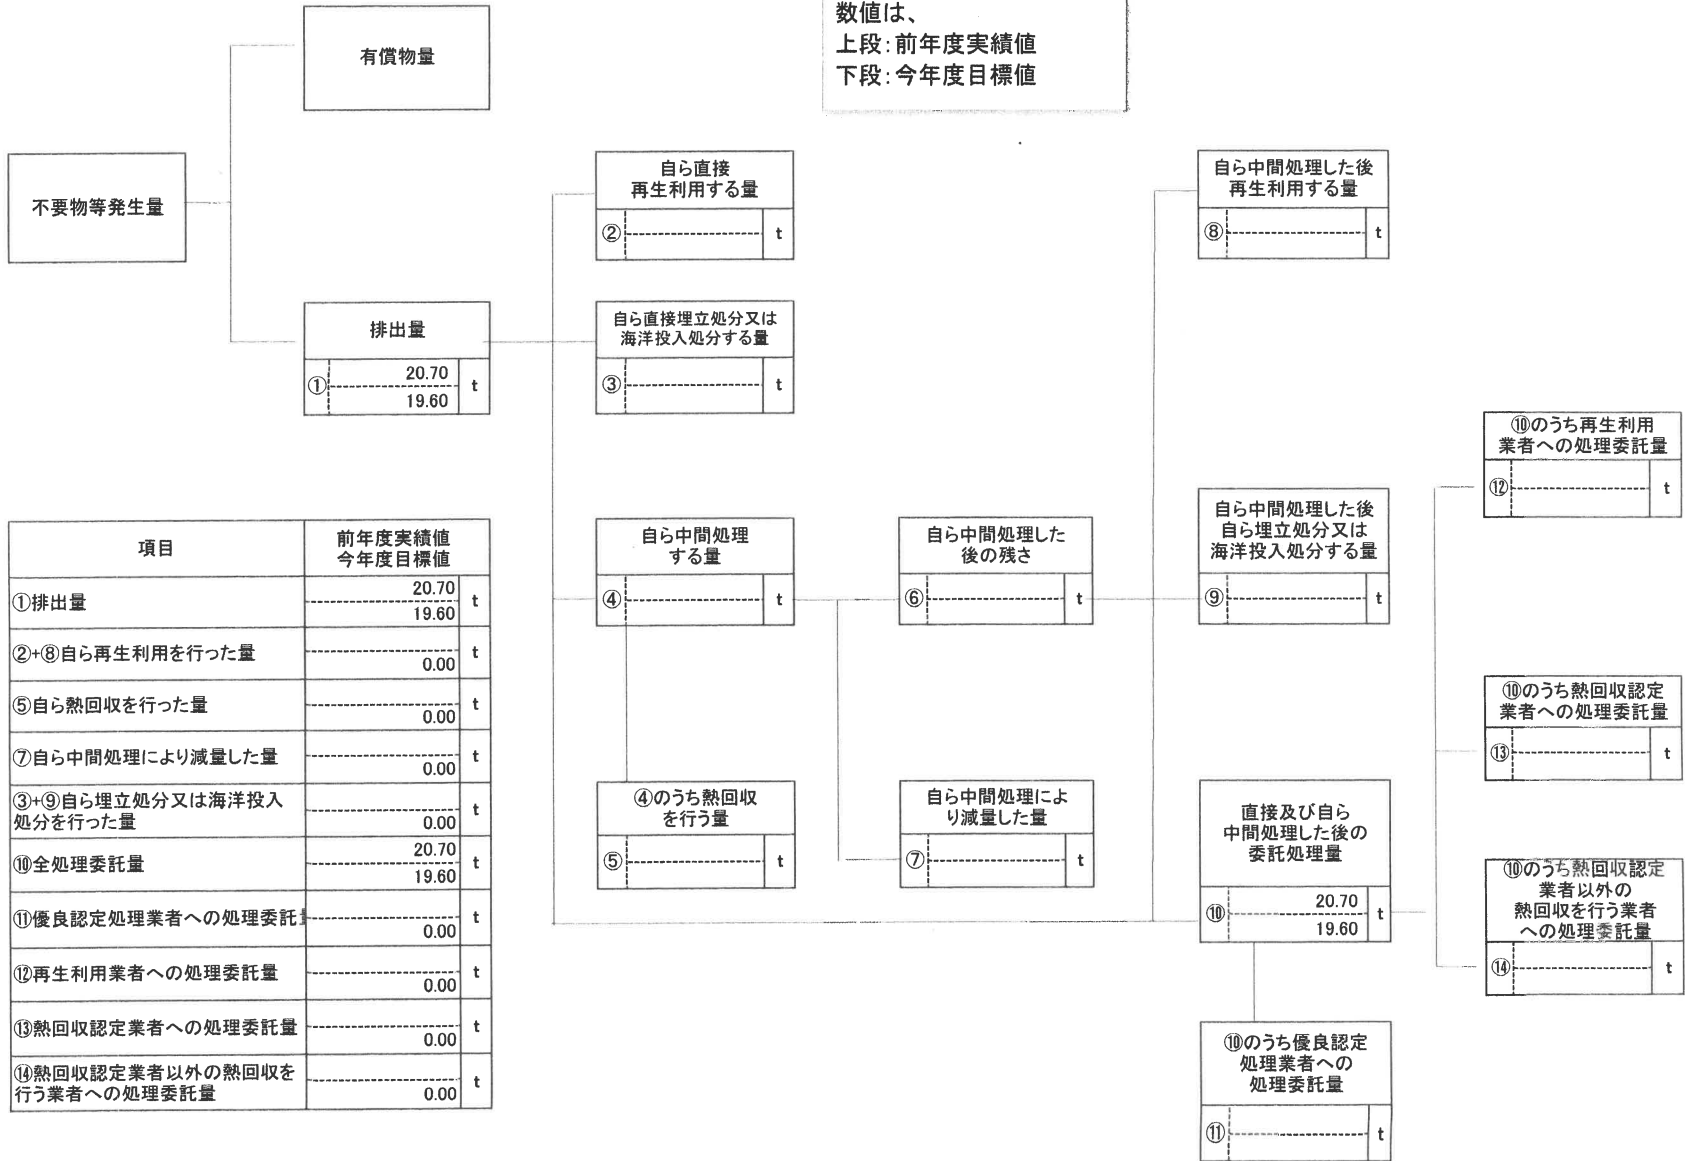 数値は、
上段:前年度実績値
下段:今年度目標値
有償物量
不要物等発生量
排出量
① 20.70 t
19.60
自ら直接
再生利用する量
② t
自ら直接埋立処分又は
海洋投入処分する量
③ t
自ら中間処理
する量
④ t
④のうち熱回収
を行う量
⑤ t
自ら中間処理した
後の残さ
⑥ t
自ら中間処理によ
り減量した量
⑦ t
自ら中間処理した後
再生利用する量
⑧ t
自ら中間処理した後
自ら埋立処分又は
海洋投入処分する量
⑨ t
直接及び自ら
中間処理した後の
委託処理量
⑩ 20.70 t
19.60
⑩のうち優良認定
処理業者への
処理委託量
⑪ t
⑩のうち再生利用
業者への処理委託量
⑫ t
⑩のうち熱回収認定
業者への処理委託量
⑬ t
⑩のうち熱回収認定
業者以外の
熱回収を行う業者
への処理委託量
⑭ t
項目 前年度実績値
今年度目標値
①排出量 20.70 t
19.60
②+⑧自ら再生利用を行った量 t
0.00
⑤自ら熱回収を行った量 t
0.00
⑦自ら中間処理により減量した量 t
0.00
③+⑨自ら埋立処分又は海洋投入
処分を行った量 t
0.00
⑩全処理委託量 20.70 t
19.60
⑪優良認定処理業者への処理委託 t
0.00
⑫再生利用業者への処理委託量 t
0.00
⑬熱回収認定業者への処理委託量 t
0.00
⑭熱回収認定業者以外の熱回収を
行う業者への処理委託量 t
0.00